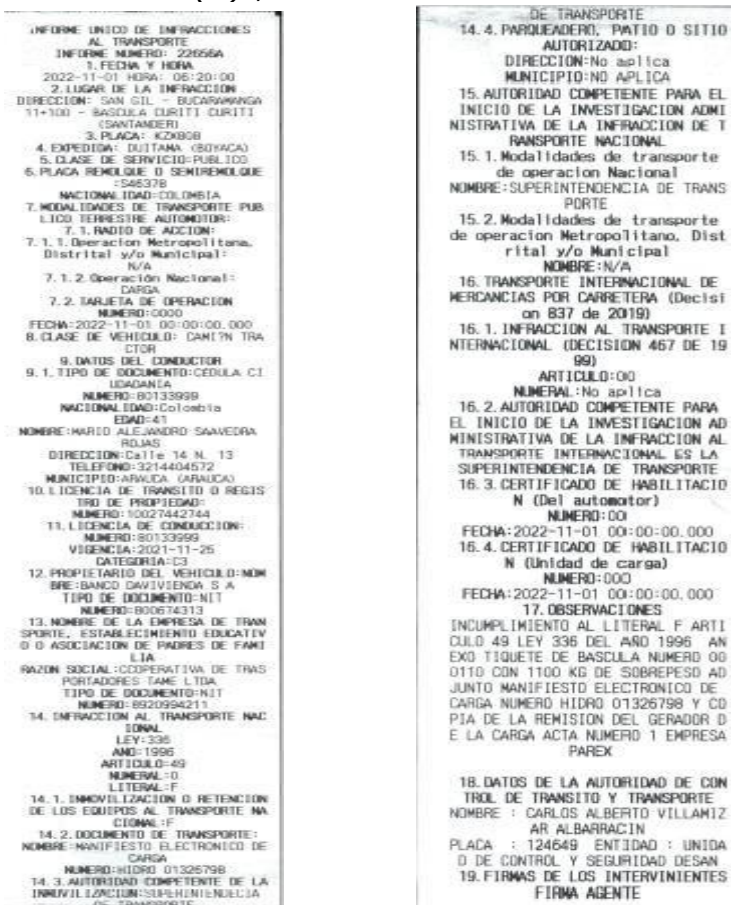 INFORME UNICO DE INFRACCIONES
AL TRANSPORTE
INFORME NUMERO: 22656A
1. FECHA Y HORA
2022-11-01 HORA: 06:20:00
2. LUGAR DE LA INFRACCION
DIRECCION: SAN GIL - BUCARAMANGA
11+100 - BASCULA CURITI CURITI
(SANTANDER)
3. PLACA: KZX808
4. EXPEDIDA: DUITAMA (BOYACA)
5. CLASE DE SERVICIO:PUBLICO
6. PLACA REMOLQUE O SEMIREMOLQUE
:S46378
NACIONALIDAD:COLOMBIA
7. MODALIDADES DE TRANSPORTE PUB
LICO TERRESTRE AUTOMOTOR:
7.1. RADIO DE ACCION:
7.1.1. Operacion Metropolitana,
Distrital y/o Municipal:
N/A
7.1.2. Operación Nacional:
CARGA
7.2. TARJETA DE OPERACION
NUMERO:0000
FECHA:2022-11-01 00:00:00.000
8. CLASE DE VEHICULO: CAMI?N TRA
CTOR
9. DATOS DEL CONDUCTOR
9.1. TIPO DE DOCUMENTO:CEDULA CI
UDADANIA
NUMERO:80133999
NACIONALIDAD:Colombia
EDAD:41
NOMBRE:MARIO ALEJANDRO SAAVEDRA
ROJAS
DIRECCION:Calle 14 N. 13
TELEFONO:3214404572
MUNICIPIO:ARAUCA (ARAUCA)
10. LICENCIA DE TRANSITO O REGIS
TRO DE PROPIEDAD:
NUMERO:10027442744
11. LICENCIA DE CONDUCCION:
NUMERO:80133999
VIGENCIA:2021-11-25
CATEGORIA:C3
12. PROPIETARIO DEL VEHICULO:NOM
BRE:BANCO DAVIVIENDA S A
TIPO DE DOCUMENTO:NIT
NUMERO:800674313
13. NOMBRE DE LA EMPRESA DE TRAN
SPORTE, ESTABLECIMIENTO EDUCATIV
O O ASOCIACION DE PADRES DE FAMI
LIA
RAZON SOCIAL:COOPERATIVA DE TRAS
PORTADORES TAME LTDA
TIPO DE DOCUMENTO:NIT
NUMERO:8920994211
14. INFRACCION AL TRANSPORTE NAC
IONAL
LEY:336
ANO:1996
ARTICULO:49
NUMERAL:0
LITERAL:F
14.1. INMOVILIZACION O RETENCION
DE LOS EQUIPOS AL TRANSPORTE NA
CIONAL:F
14.2. DOCUMENTO DE TRANSPORTE:
NOMBRE:MANIFIESTO ELECTRONICO DE
CARGA
NUMERO:HIDRO 01326798
14.3. AUTORIDAD COMPETENTE DE LA
INMOVILIZACION:SUPERINTENDECIA
DE TRANSPORTE
DE TRANSPORTE
14.4. PARQUEADERO, PATIO O SITIO
AUTORIZADO:
DIRECCION:No aplica
MUNICIPIO:NO APLICA
15. AUTORIDAD COMPETENTE PARA EL
INICIO DE LA INVESTIGACION ADMI
NISTRATIVA DE LA INFRACCION DE T
RANSPORTE NACIONAL
15.1. Modalidades de transporte
de operacion Nacional
NOMBRE:SUPERINTENDENCIA DE TRANS
PORTE
15.2. Modalidades de transporte
de operacion Metropolitano, Dist
rital y/o Municipal
NOMBRE:N/A
16. TRANSPORTE INTERNACIONAL DE
MERCANCIAS POR CARRETERA (Decisi
on 837 de 2019)
16.1. INFRACCION AL TRANSPORTE I
NTERNACIONAL (DECISION 467 DE 19
99)
ARTICULO:00
NUMERAL:No aplica
16.2. AUTORIDAD COMPETENTE PARA
EL INICIO DE LA INVESTIGACION AD
MINISTRATIVA DE LA INFRACCION AL
TRANSPORTE INTERNACIONAL ES LA
SUPERINTENDENCIA DE TRANSPORTE
16.3. CERTIFICADO DE HABILITACIO
N (Del automotor)
NUMERO:00
FECHA:2022-11-01 00:00:00.000
16.4. CERTIFICADO DE HABILITACIO
N (Unidad de carga)
NUMERO:000
FECHA:2022-11-01 00:00:00.000
17. OBSERVACIONES
INCUMPLIMIENTO AL LITERAL F ARTI
CULO 49 LEY 336 DEL AÑO 1996 AN
EXO TIQUETE DE BASCULA NUMERO 00
0110 CON 1100 KG DE SOBREPESO AD
JUNTO MANIFIESTO ELECTRONICO DE
CARGA NUMERO HIDRO 01326798 Y CO
PIA DE LA REMISION DEL GERADOR D
E LA CARGA ACTA NUMERO 1 EMPRESA
PAREX
18. DATOS DE LA AUTORIDAD DE CON
TROL DE TRANSITO Y TRANSPORTE
NOMBRE : CARLOS ALBERTO VILLAMIZ
AR ALBARRACIN
PLACA : 124649 ENTIDAD : UNIDA
D DE CONTROL Y SEGURIDAD DESAN
19. FIRMAS DE LOS INTERVINIENTES
FIRMA AGENTE